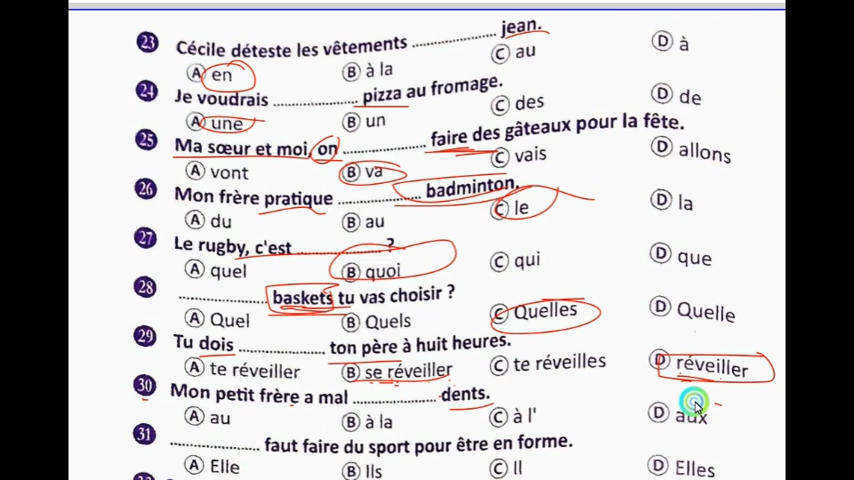 23 Cécile déteste les vêtements .................... jean.
A en B à la C au D à
24 Je voudrais .................... pizza au fromage.
A une B un C des D de
25 Ma sœur et moi, on .................... faire des gâteaux pour la fête.
A vont B va C vais D allons
26 Mon frère pratique .................... badminton.
A du B au C le D la
27 Le rugby, c'est .................... ?
A quel B quoi C qui D que
28 .................... baskets tu vas choisir ?
A Quel B Quels C Quelles D Quelle
29 Tu dois .................... ton père à huit heures.
A te réveiller B se réveiller C te réveilles D réveiller
30 Mon petit frère a mal .................... dents.
A au B à la C à l' D aux
31 .................... faut faire du sport pour être en forme.
A Elle B Ils C Il D Elles